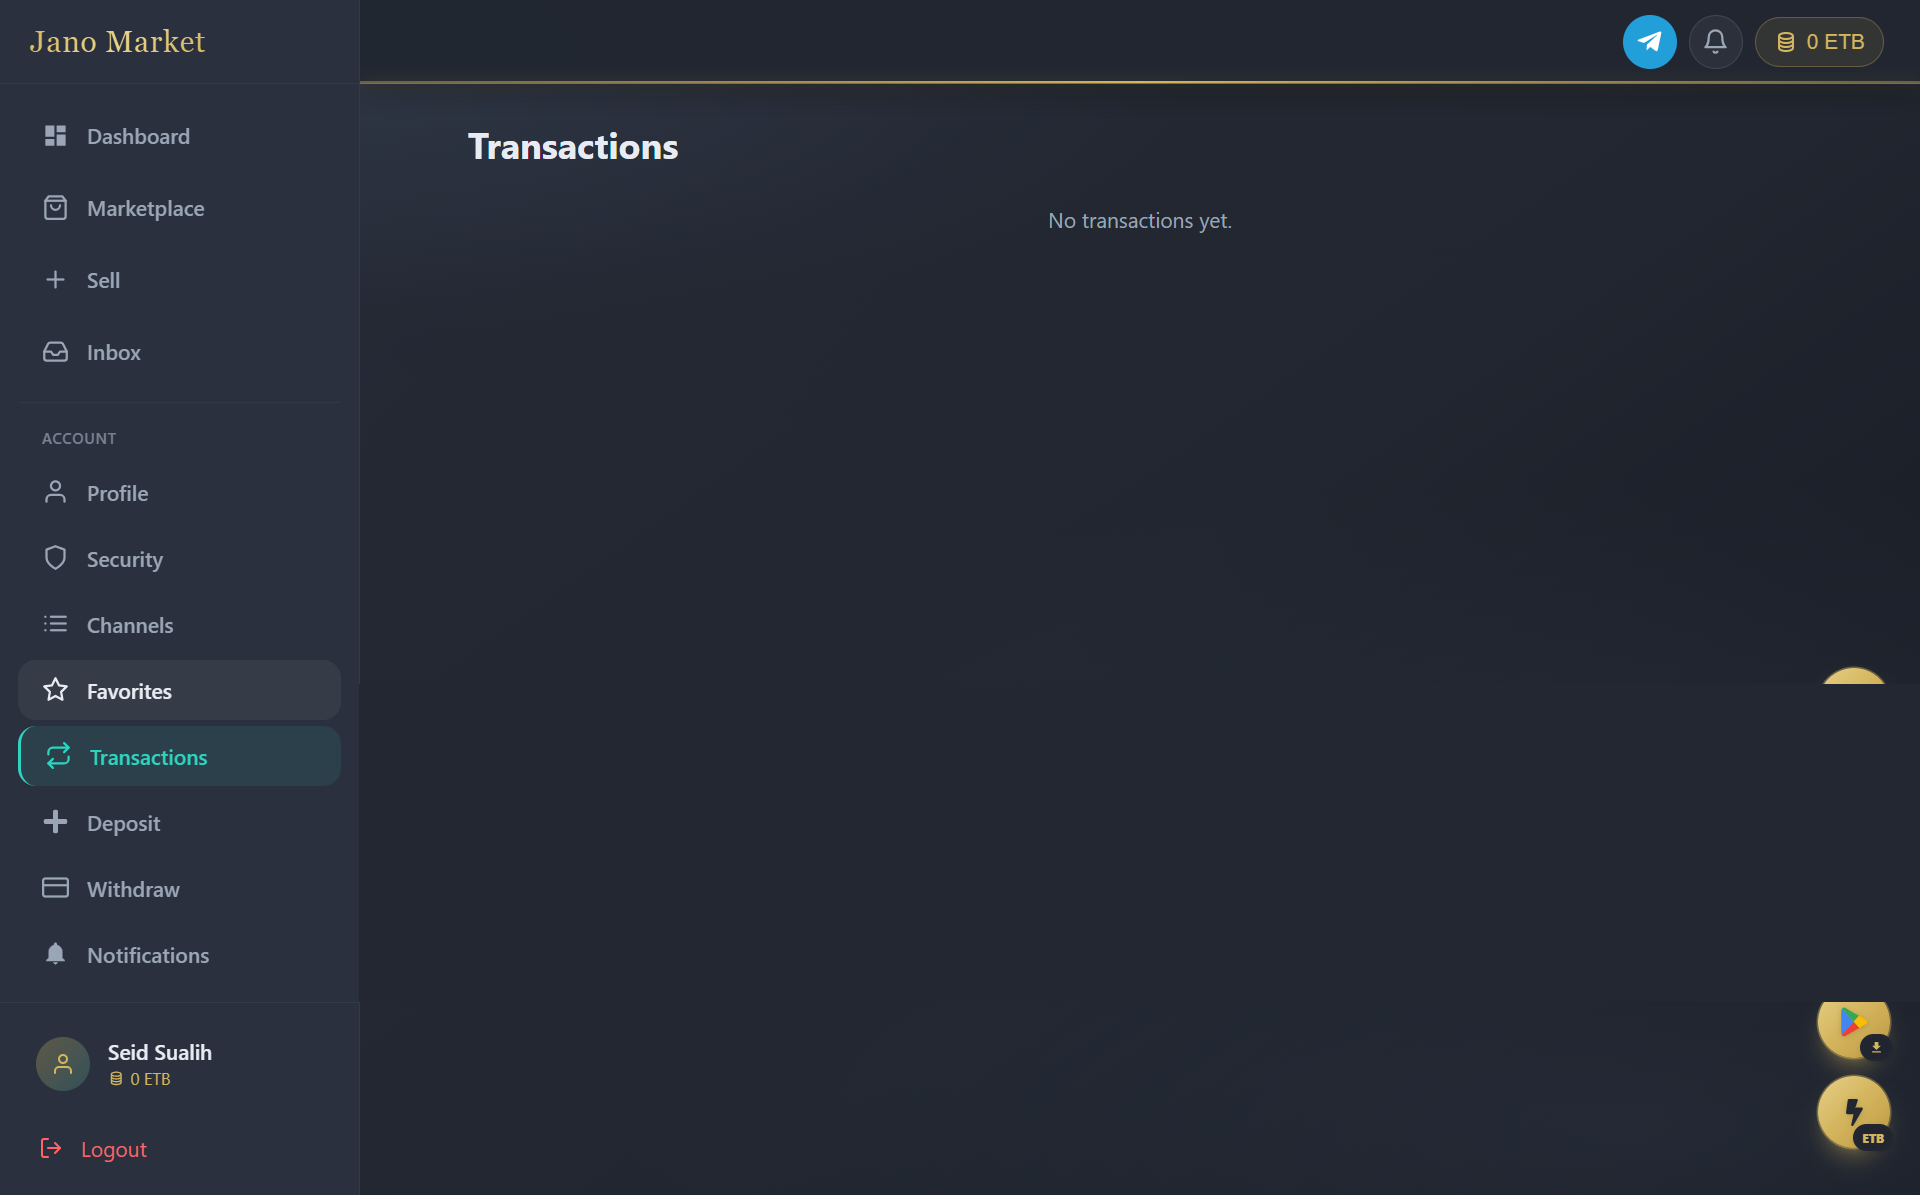 Jano Market
0 ETB
Dashboard
Marketplace
Sell
Inbox
ACCOUNT
Profile
Security
Channels
Favorites
Transactions
Deposit
Withdraw
Notifications
Seid Sualih
0 ETB
Logout
Transactions
No transactions yet.
ETB